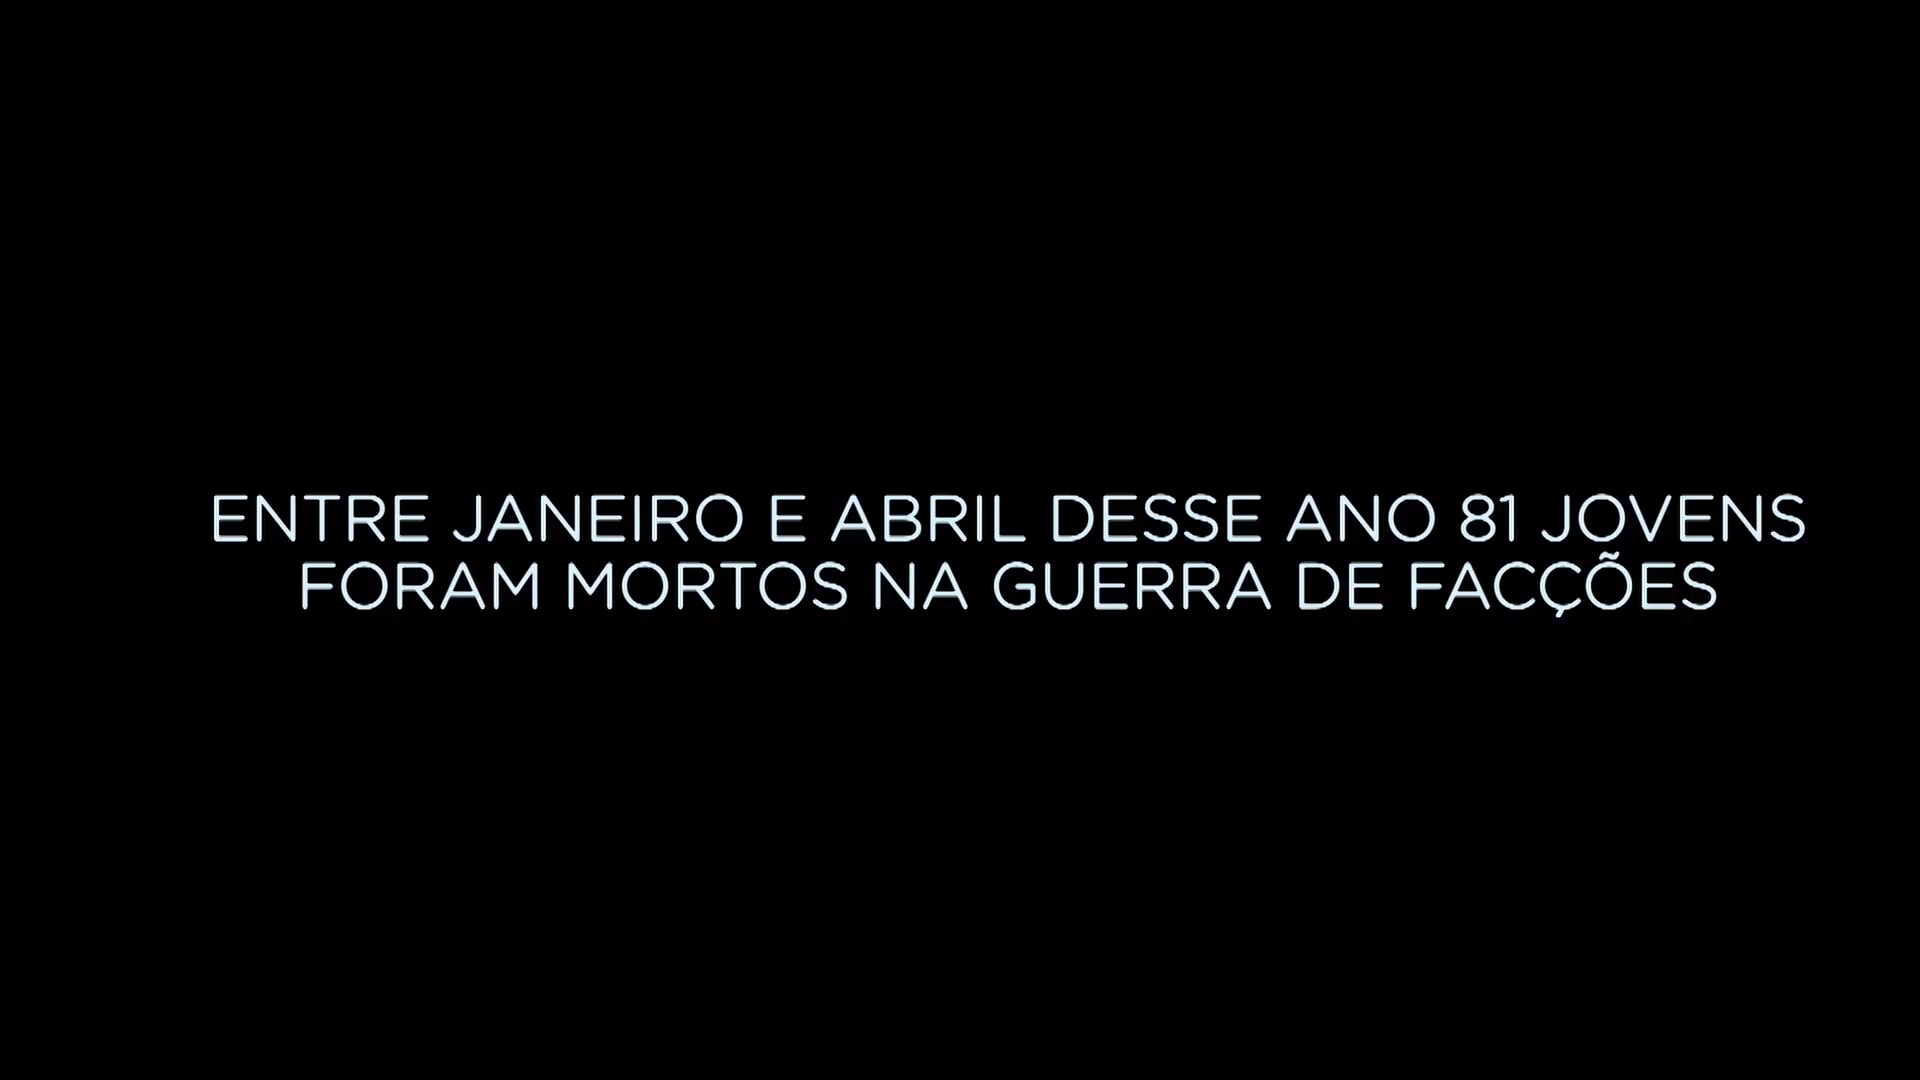 ENTRE JANEIRO E ABRIL DESSE ANO 81 JOVENS
FORAM MORTOS NA GUERRA DE FACÇÕES